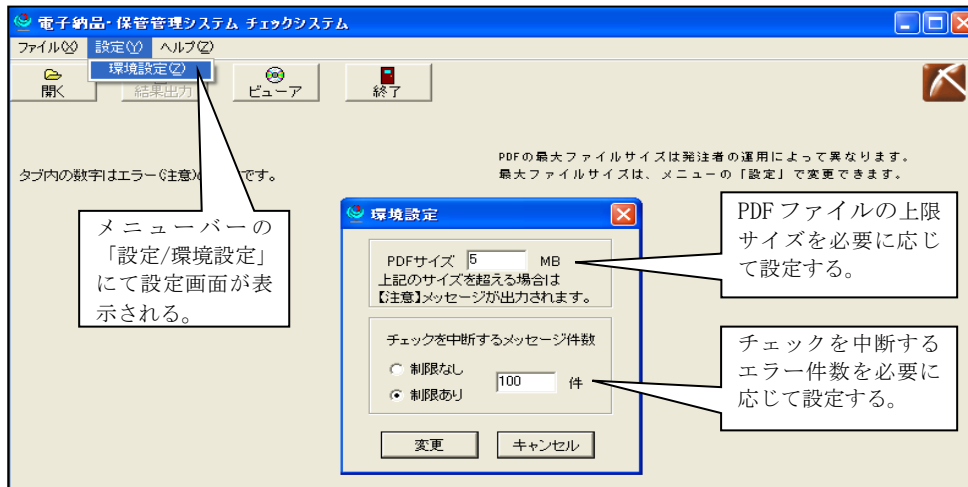 電子納品・保管管理システム チェックシステム
ファイル(X) 設定(Y) ヘルプ(Z)
環境設定(Z)
開く 結果出力 ビューア 終了
PDFの最大ファイルサイズは発注者の運用によって異なります。
最大ファイルサイズは、メニューの「設定」で変更できます。
タブ内の数字はエラー(注意)の です。
メニューバーの
「設定/環境設定」
にて設定画面が表
示される。
環境設定
PDFサイズ 5 MB
上記のサイズを超える場合は
【注意】メッセージが出力されます。
チェックを中断するメッセージ件数
制限なし
制限あり
100 件
変更 キャンセル
PDFファイルの上限
サイズを必要に応じ
て設定する。
チェックを中断する
エラー件数を必要に
応じて設定する。